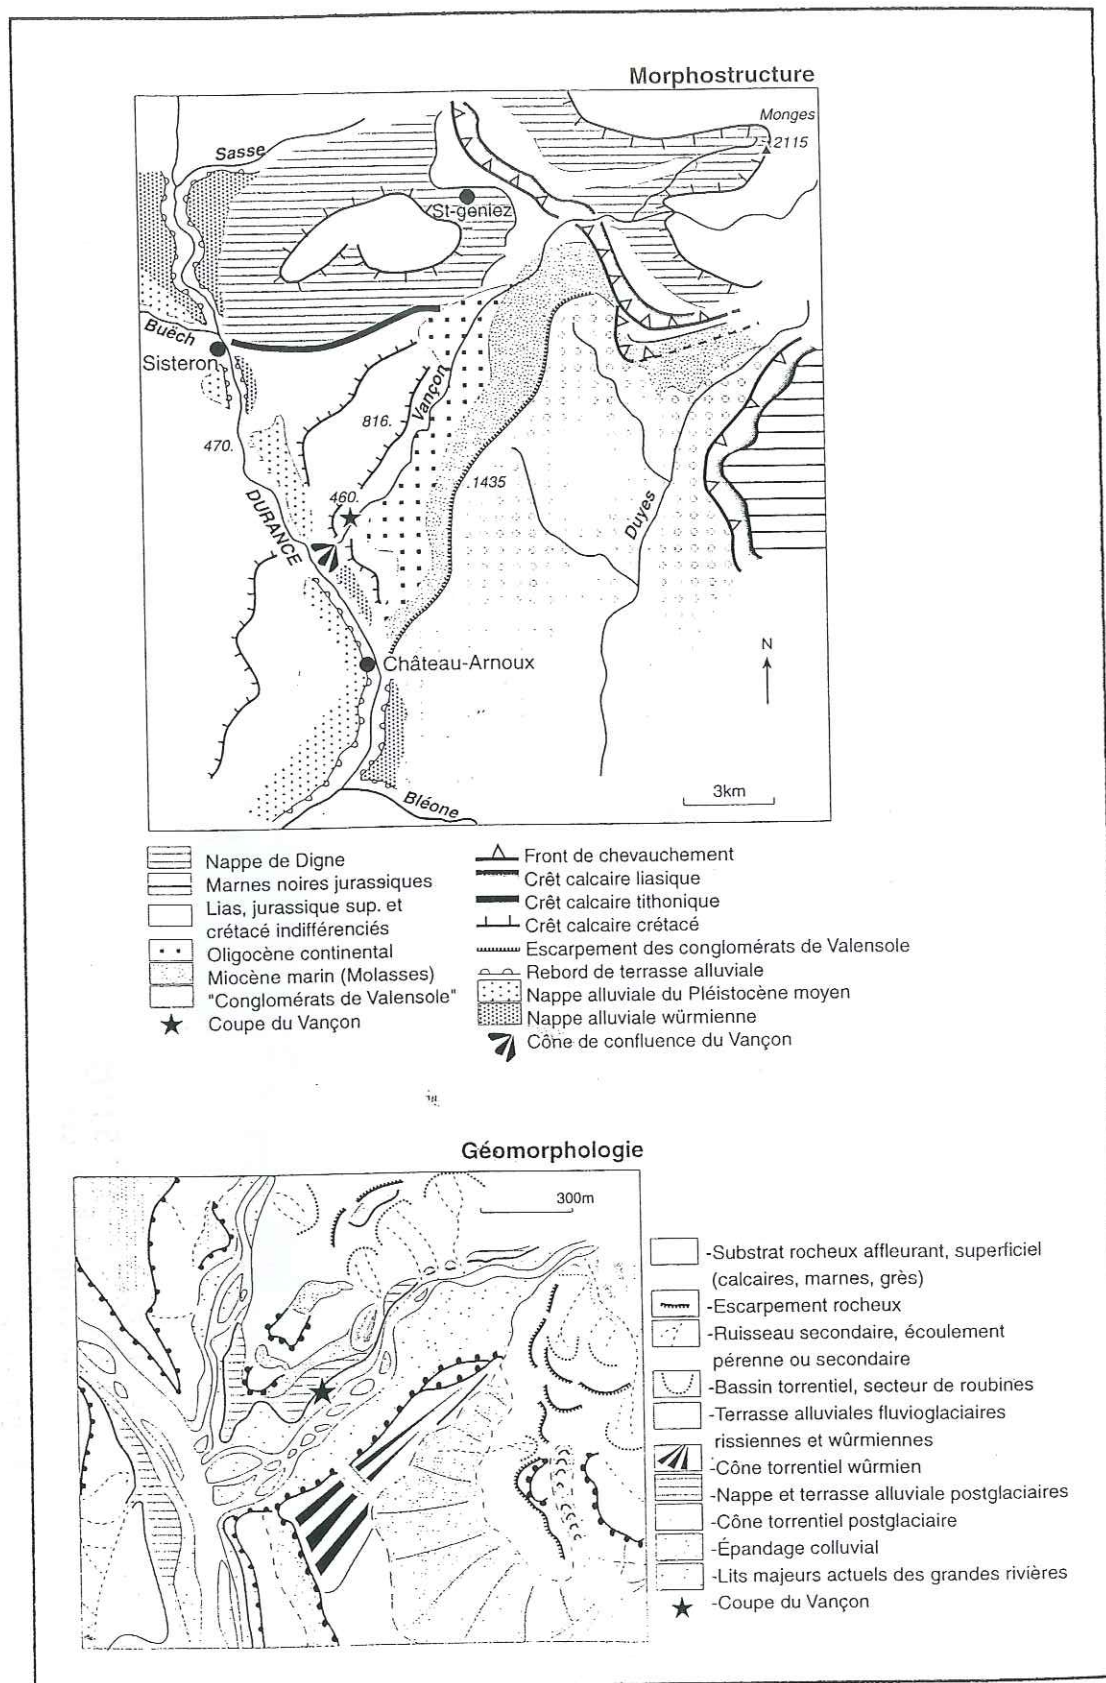 Morphostructure
Monges
2115
Sasse
St-geniez
Buëch
Sisteron
Vançon
816.
470.
.1435
460.
DURANCE
Duyes
N
Château-Arnoux
3km
Bléone
Nappe de Digne
Marnes noires jurassiques
Lias, jurassique sup. et
crétacé indifférenciés
Oligocène continental
Miocène marin (Molasses)
"Conglomérats de Valensole"
Coupe du Vançon
Front de chevauchement
Crêt calcaire liasique
Crêt calcaire tithonique
Crêt calcaire crétacé
Escarpement des conglomérats de Valensole
Rebord de terrasse alluviale
Nappe alluviale du Pléistocène moyen
Nappe alluviale würmienne
Cône de confluence du Vançon
Géomorphologie
300m
-Substrat rocheux affleurant, superficiel
(calcaires, marnes, grès)
-Escarpement rocheux
-Ruisseau secondaire, écoulement
pérenne ou secondaire
-Bassin torrentiel, secteur de roubines
-Terrasse alluviales fluvioglaciaires
rissiennes et wûrmiennes
-Cône torrentiel wûrmien
-Nappe et terrasse alluviale postglaciaires
-Cône torrentiel postglaciaire
-Épandage colluvial
-Lits majeurs actuels des grandes rivières
-Coupe du Vançon